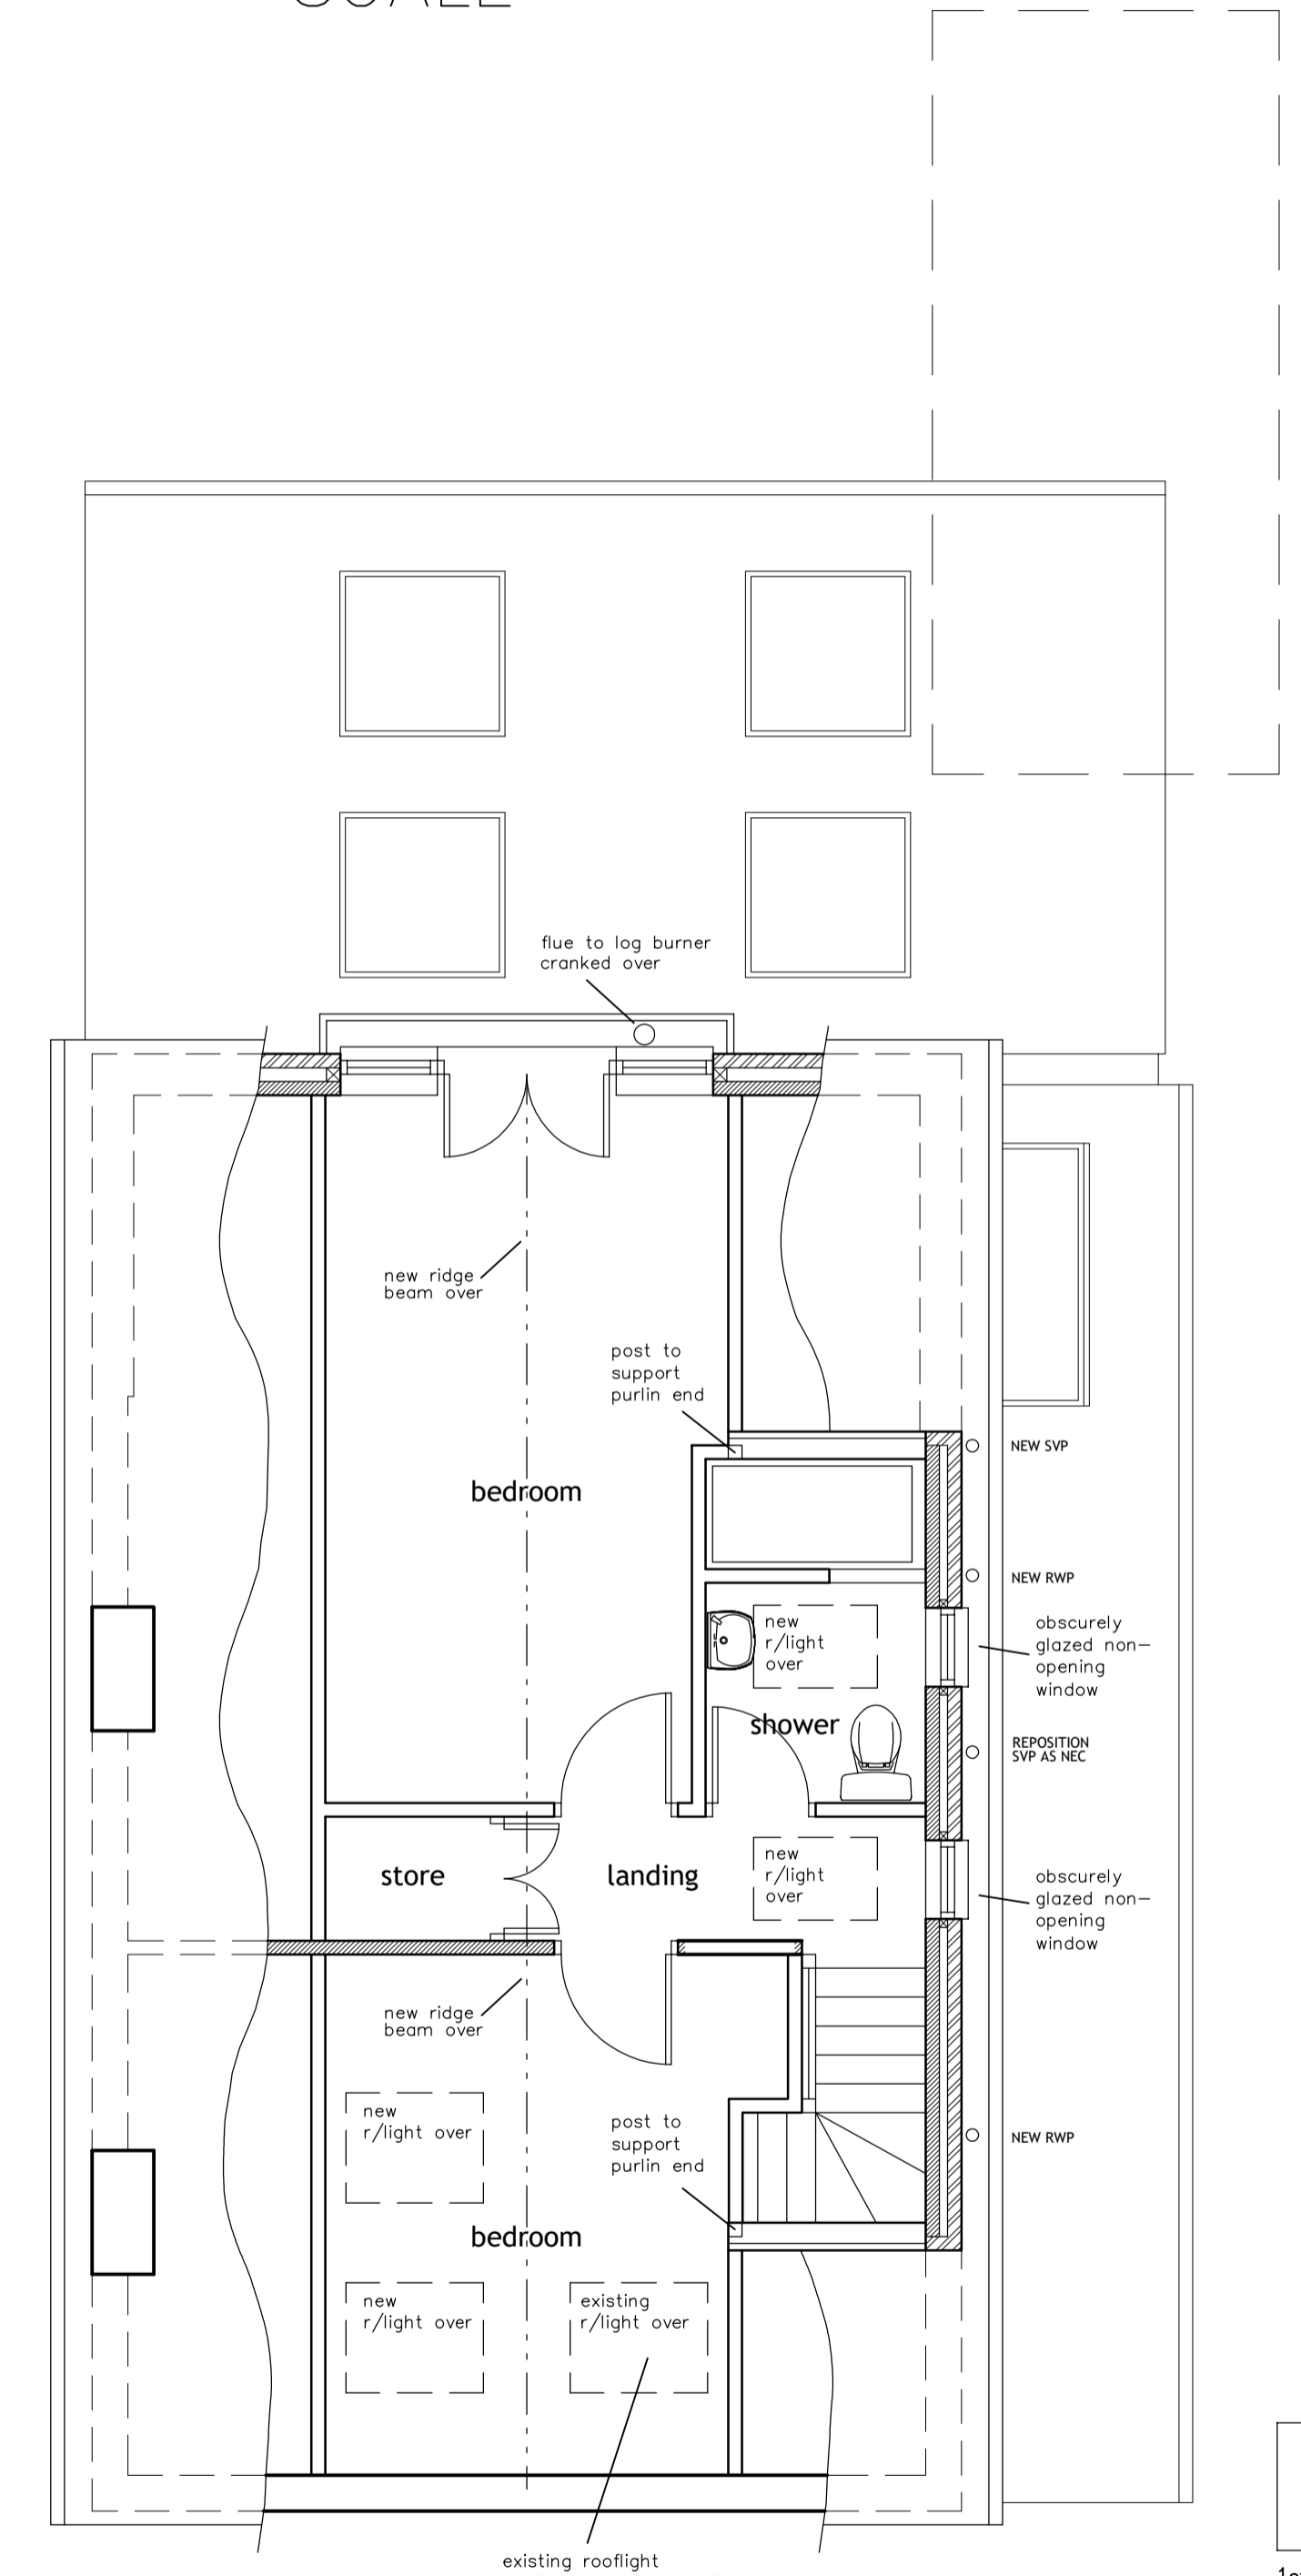 flue to log burner
cranked over
new ridge
beam over
post to
support
purlin end
NEW SVP
bedroom
NEW RWP
new
r/light
over
obscurely
glazed non-
opening
window
shower
REPOSITION
SVP AS NEC
store
landing
new
r/light
over
obscurely
glazed non-
opening
window
new ridge
beam over
new
r/light over
post to
support
purlin end
NEW RWP
bedroom
new
r/light over
existing
r/light over
existing rooflight